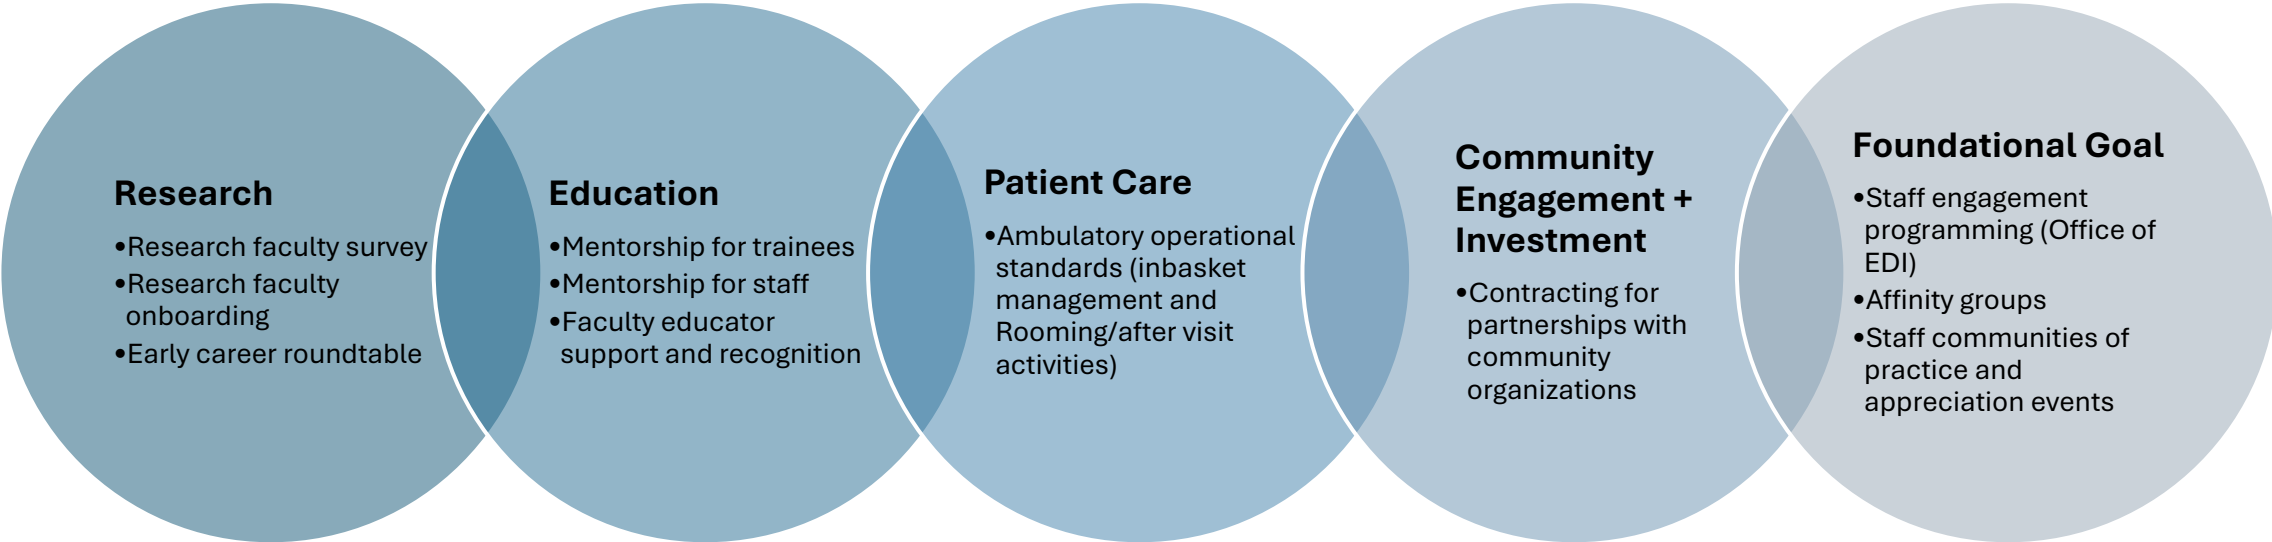 Research
•Research faculty survey
•Research faculty
onboarding
•Early career roundtable
Education
•Mentorship for trainees
•Mentorship for staff
•Faculty educator
support and recognition
Patient Care
•Ambulatory operational
standards (inbasket
management and
Rooming/after visit
activities)
Community
Engagement +
Investment
•Contracting for
partnerships with
community
organizations
Foundational Goal
•Staff engagement
programming (Office of
EDI)
•Affinity groups
•Staff communities of
practice and
appreciation events